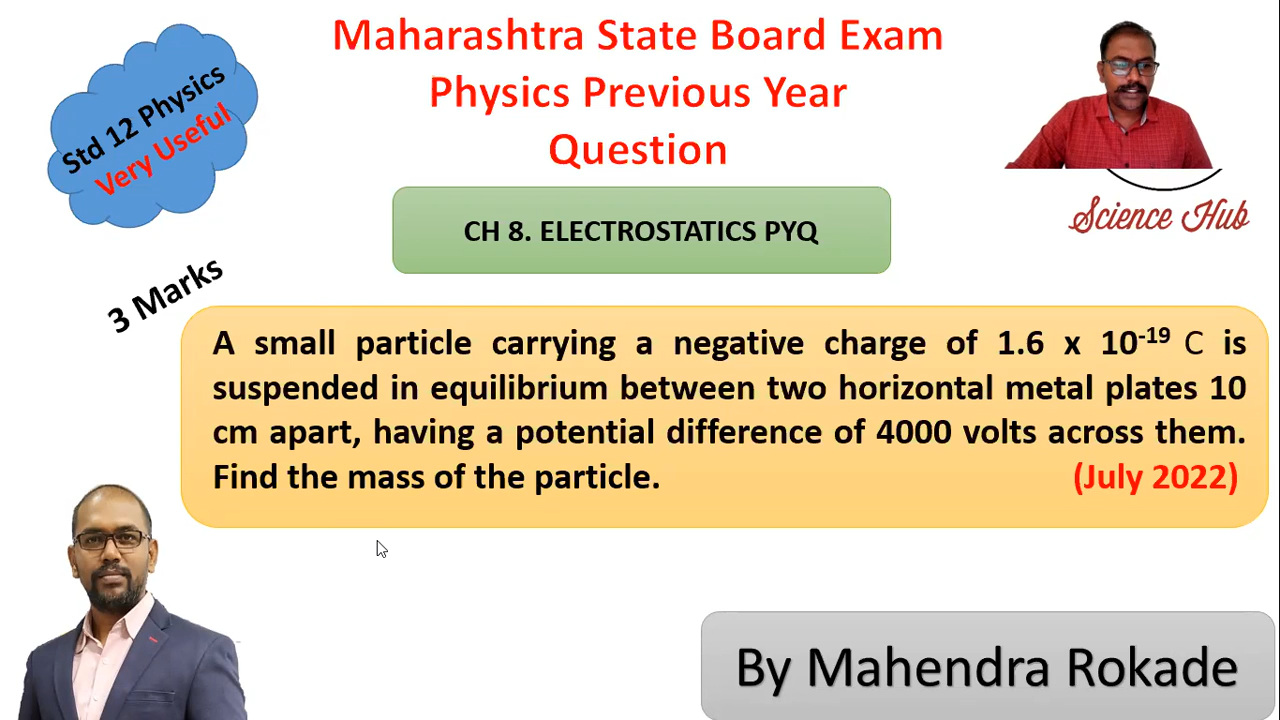 Maharashtra State Board Exam
Physics Previous Year
Question
Std 12 Physics
Very Useful
Science Hub
CH 8. ELECTROSTATICS PYQ
3 Marks
A small particle carrying a negative charge of 1.6 x 10⁻¹⁹ C is
suspended in equilibrium between two horizontal metal plates 10
cm apart, having a potential difference of 4000 volts across them.
Find the mass of the particle. (July 2022)
By Mahendra Rokade